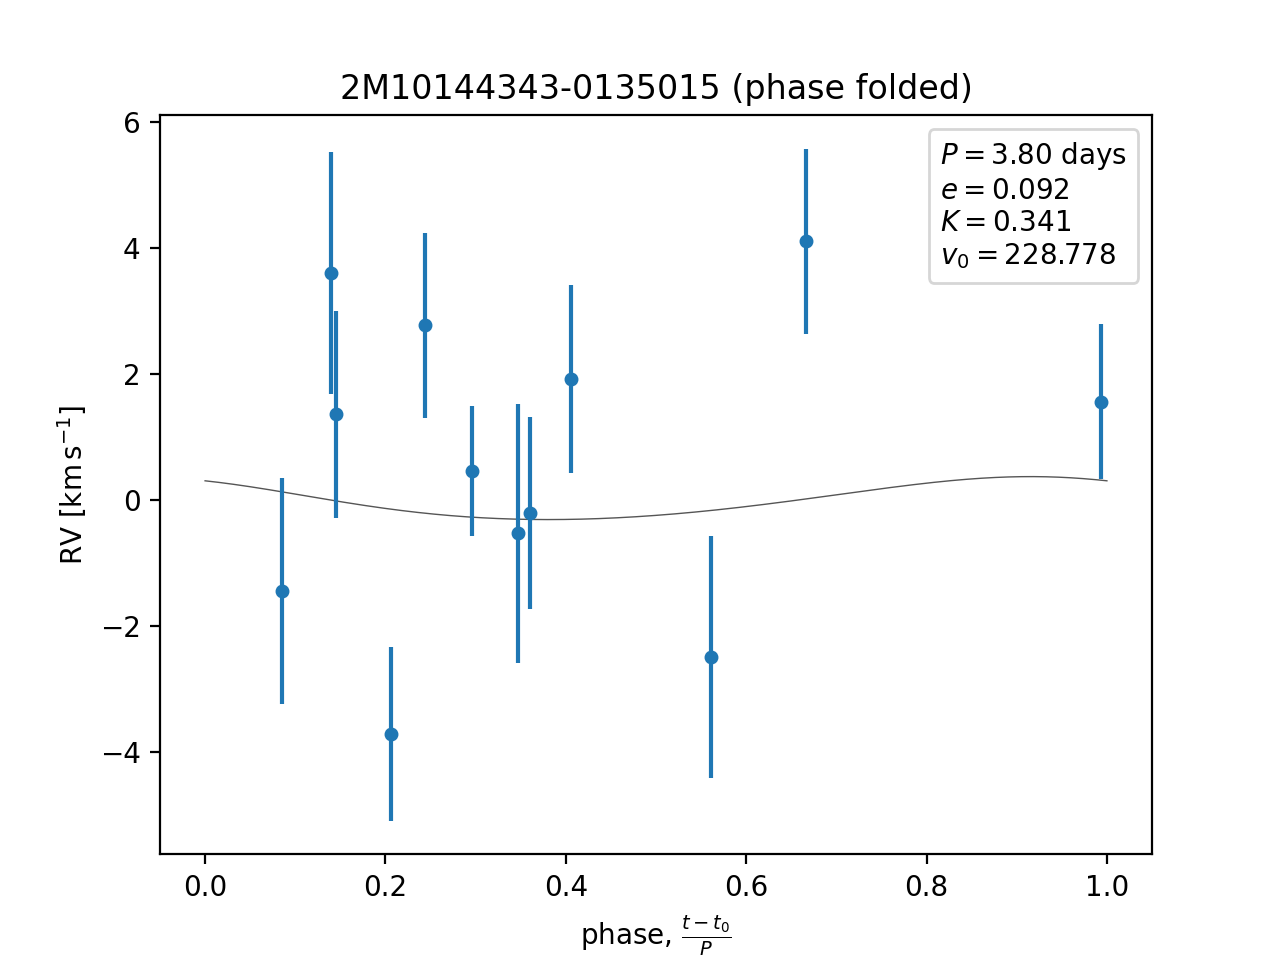 2M10144343-0135015 (phase folded)
P = 3.80 days
e = 0.092
K = 0.341
v₀ = 228.778
6
4
2
0
−2
−4
RV [km s⁻¹]
0.0 0.2 0.4 0.6 0.8 1.0
phase, (t − t₀)/P